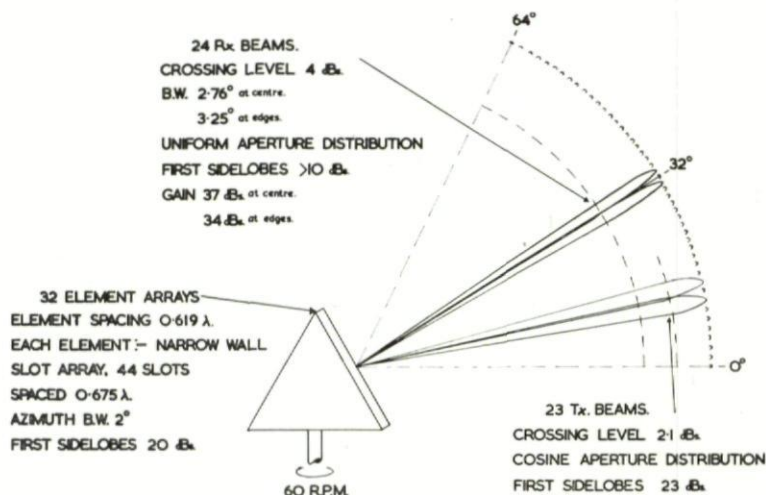 64°
24 Rx BEAMS.
CROSSING LEVEL 4 dBs.
B.W. 2·76° at centre.
3·25° at edges.
UNIFORM APERTURE DISTRIBUTION
FIRST SIDELOBES >10 dBs.
GAIN 37 dBs. at centre.
34 dBs. at edges.
32°
32 ELEMENT ARRAYS
ELEMENT SPACING 0·619 λ.
EACH ELEMENT:- NARROW WALL
SLOT ARRAY, 44 SLOTS
SPACED 0·675 λ.
AZIMUTH B.W. 2°
FIRST SIDELOBES 20 dBs.
0°
23 Tx. BEAMS.
CROSSING LEVEL 2·1 dBs.
COSINE APERTURE DISTRIBUTION
FIRST SIDELOBES 23 dBs.
60 R.P.M.